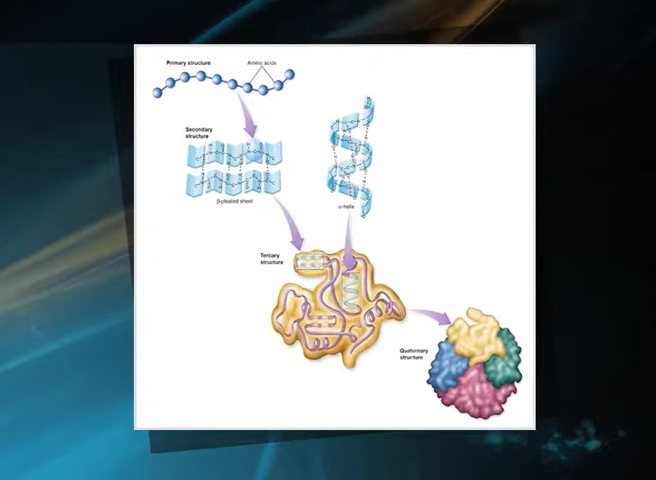 Primary structure
Amino acids
Secondary
structure
β-pleated sheet
α-helix
Tertiary
structure
Quaternary
structure